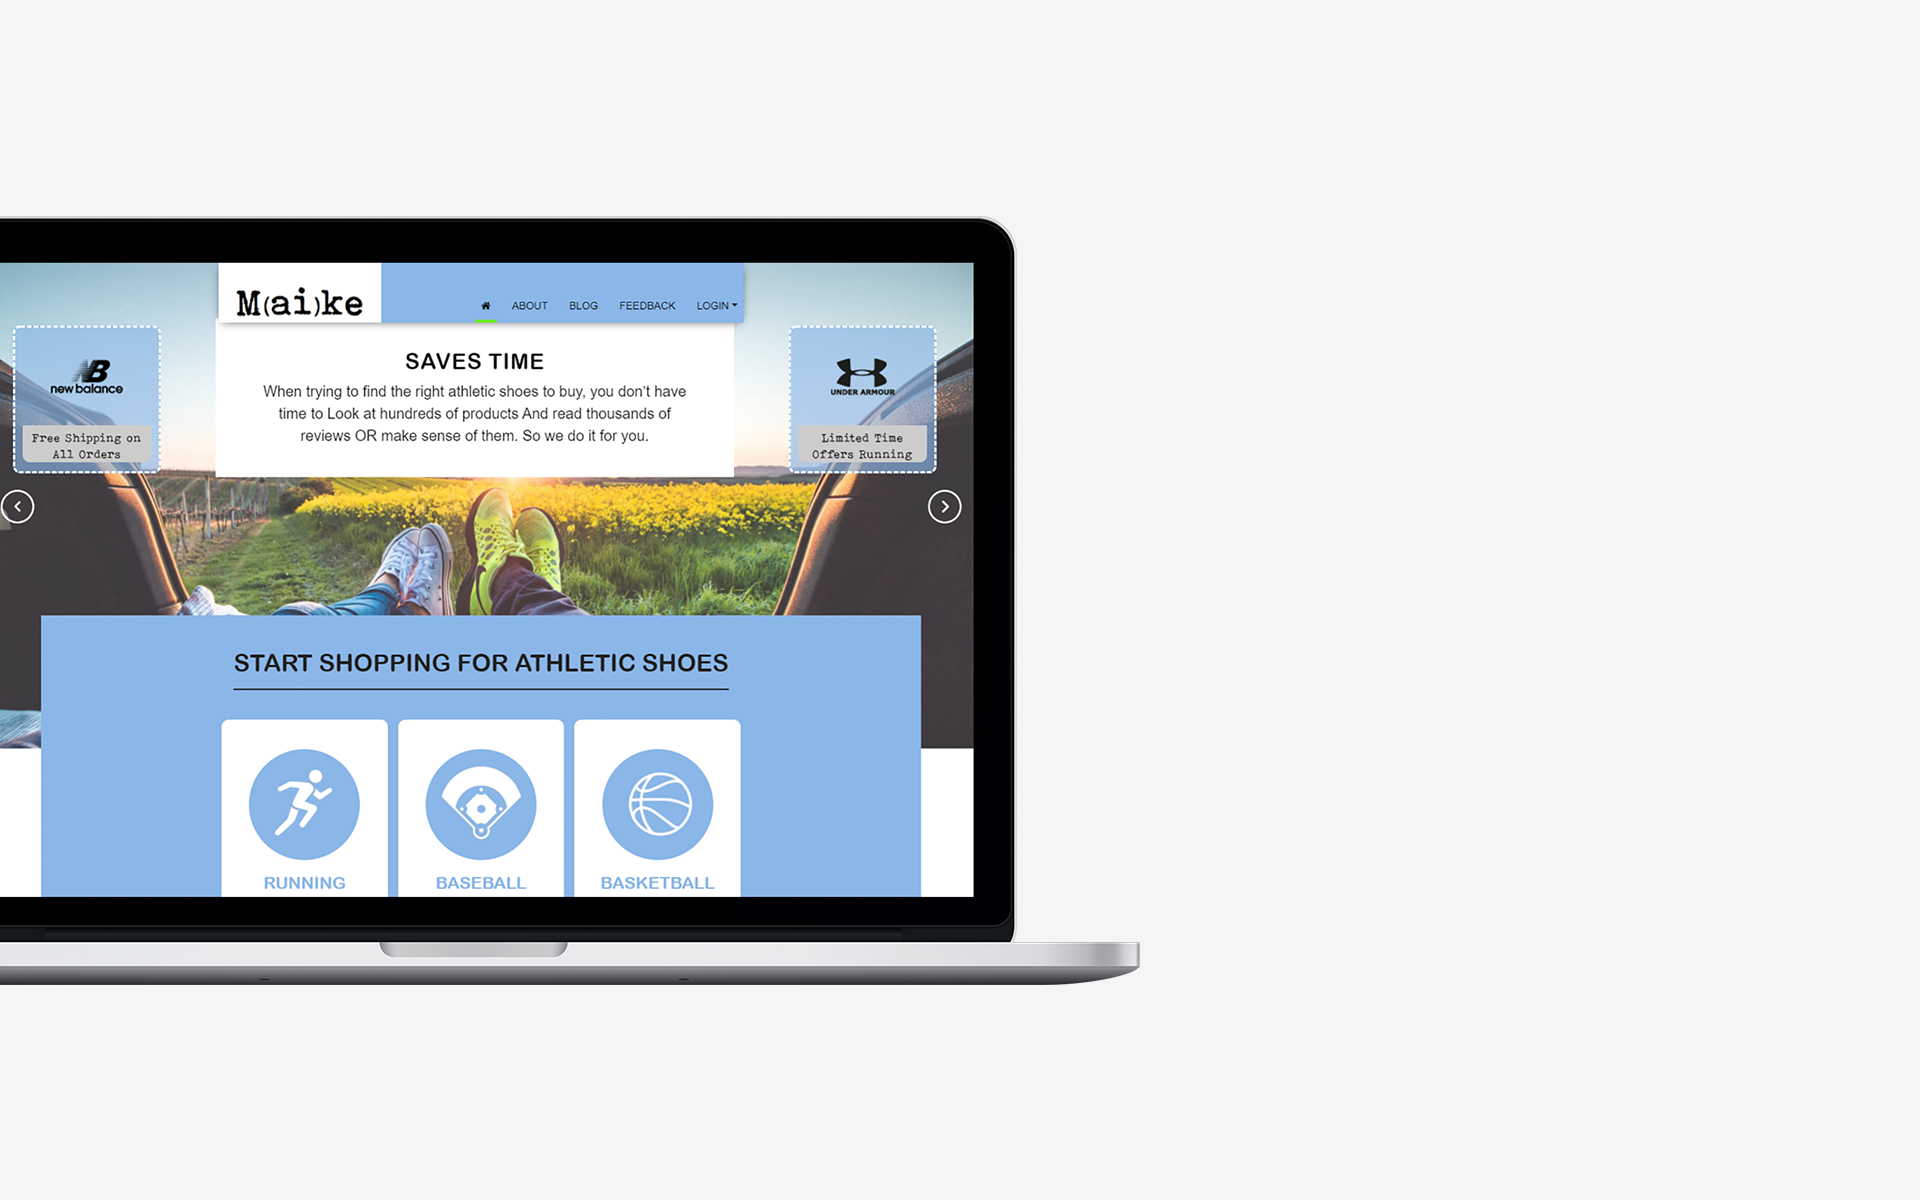 M(ai)ke
ABOUT
BLOG
FEEDBACK
LOGIN
new balance
Free Shipping on
All Orders
SAVES TIME
When trying to find the right athletic shoes to buy, you don't have
time to Look at hundreds of products And read thousands of
reviews OR make sense of them. So we do it for you.
UNDER ARMOUR
Limited Time
Offers Running
START SHOPPING FOR ATHLETIC SHOES
RUNNING
BASEBALL
BASKETBALL